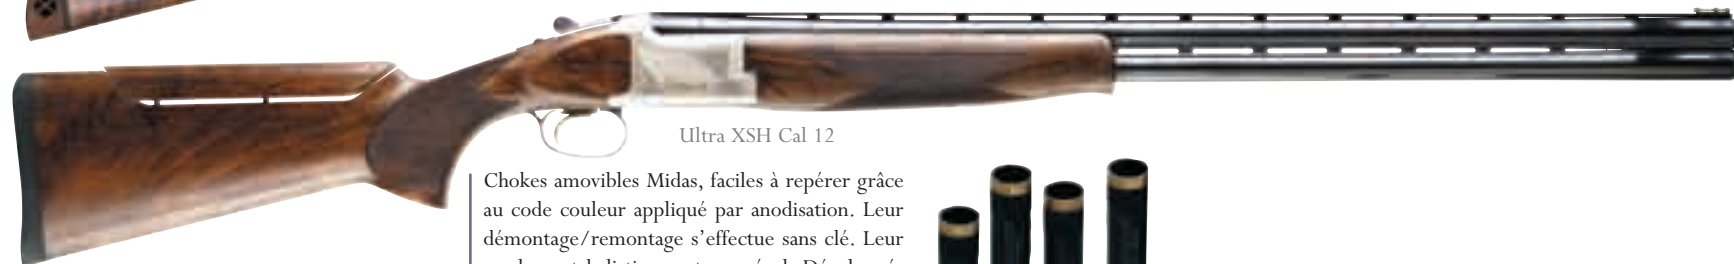 Ultra XSH Cal 12
Chokes amovibles Midas, faciles à repérer grâce
au code couleur appliqué par anodisation. Leur
démontage/remontage s’effectue sans clé. Leur